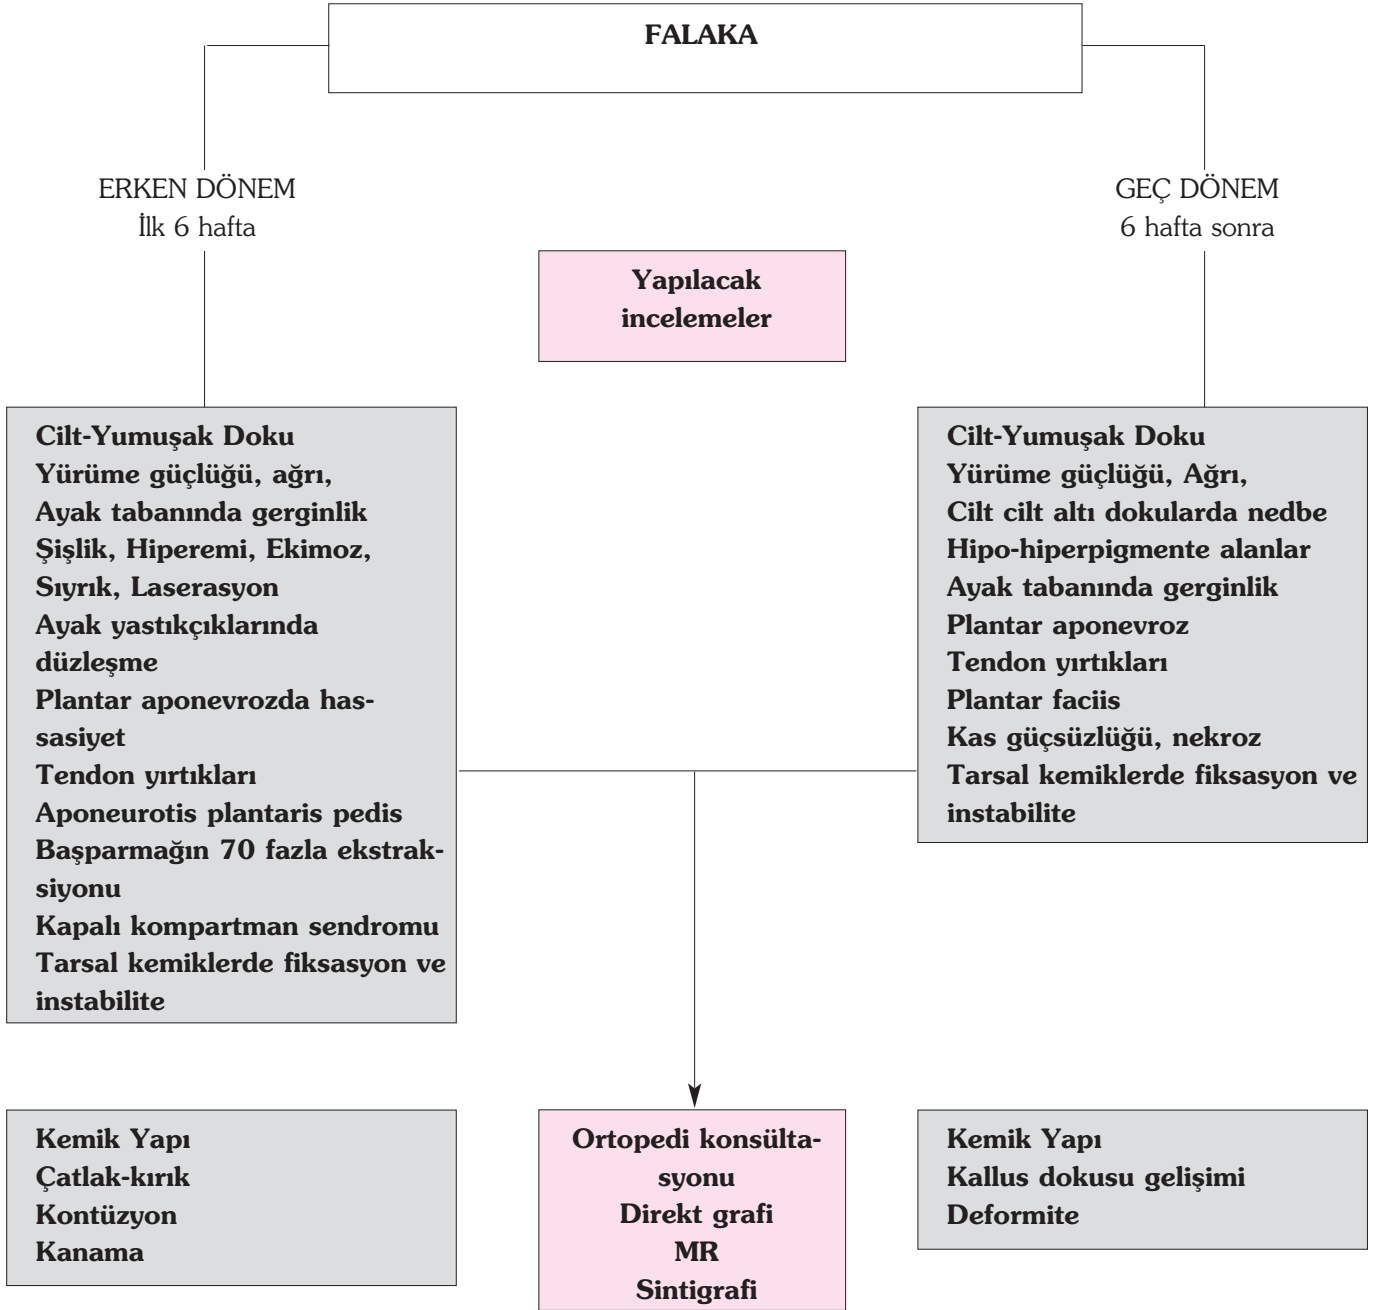 FALAKA
ERKEN DÖNEM
İlk 6 hafta
GEÇ DÖNEM
6 hafta sonra
Yapılacak
incelemeler
Cilt-Yumuşak Doku
Yürüme güçlüğü, ağrı,
Ayak tabanında gerginlik
Şişlik, Hiperemi, Ekimoz,
Sıyrık, Laserasyon
Ayak yastıkçıklarında
düzleşme
Plantar aponevrozda has-
sasiyet
Tendon yırtıkları
Aponeurotis plantaris pedis
Başparmağın 70 fazla ekstrak-
siyonu
Kapalı kompartman sendromu
Tarsal kemiklerde fiksasyon ve
instabilite
Cilt-Yumuşak Doku
Yürüme güçlüğü, Ağrı,
Cilt cilt altı dokularda nedbe
Hipo-hiperpigmente alanlar
Ayak tabanında gerginlik
Plantar aponevroz
Tendon yırtıkları
Plantar faciis
Kas güçsüzlüğü, nekroz
Tarsal kemiklerde fiksasyon ve
instabilite
Kemik Yapı
Çatlak-kırık
Kontüzyon
Kanama
Ortopedi konsülta-
syonu
Direkt grafi
MR
Sintigrafi
Kemik Yapı
Kallus dokusu gelişimi
Deformite